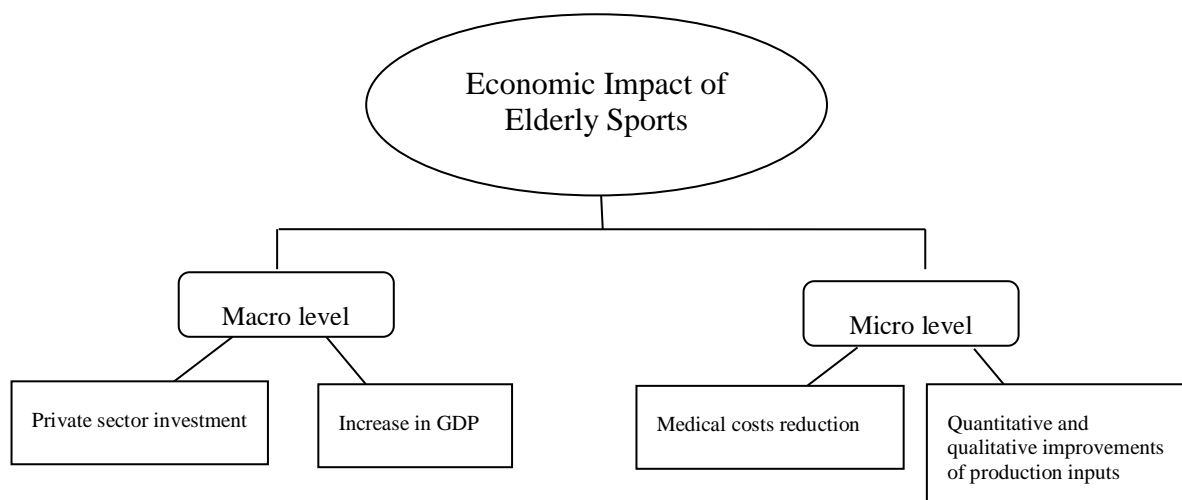 Economic Impact of
Elderly Sports
Macro level
Micro level
Private sector investment
Increase in GDP
Medical costs reduction
Quantitative and
qualitative improvements
of production inputs